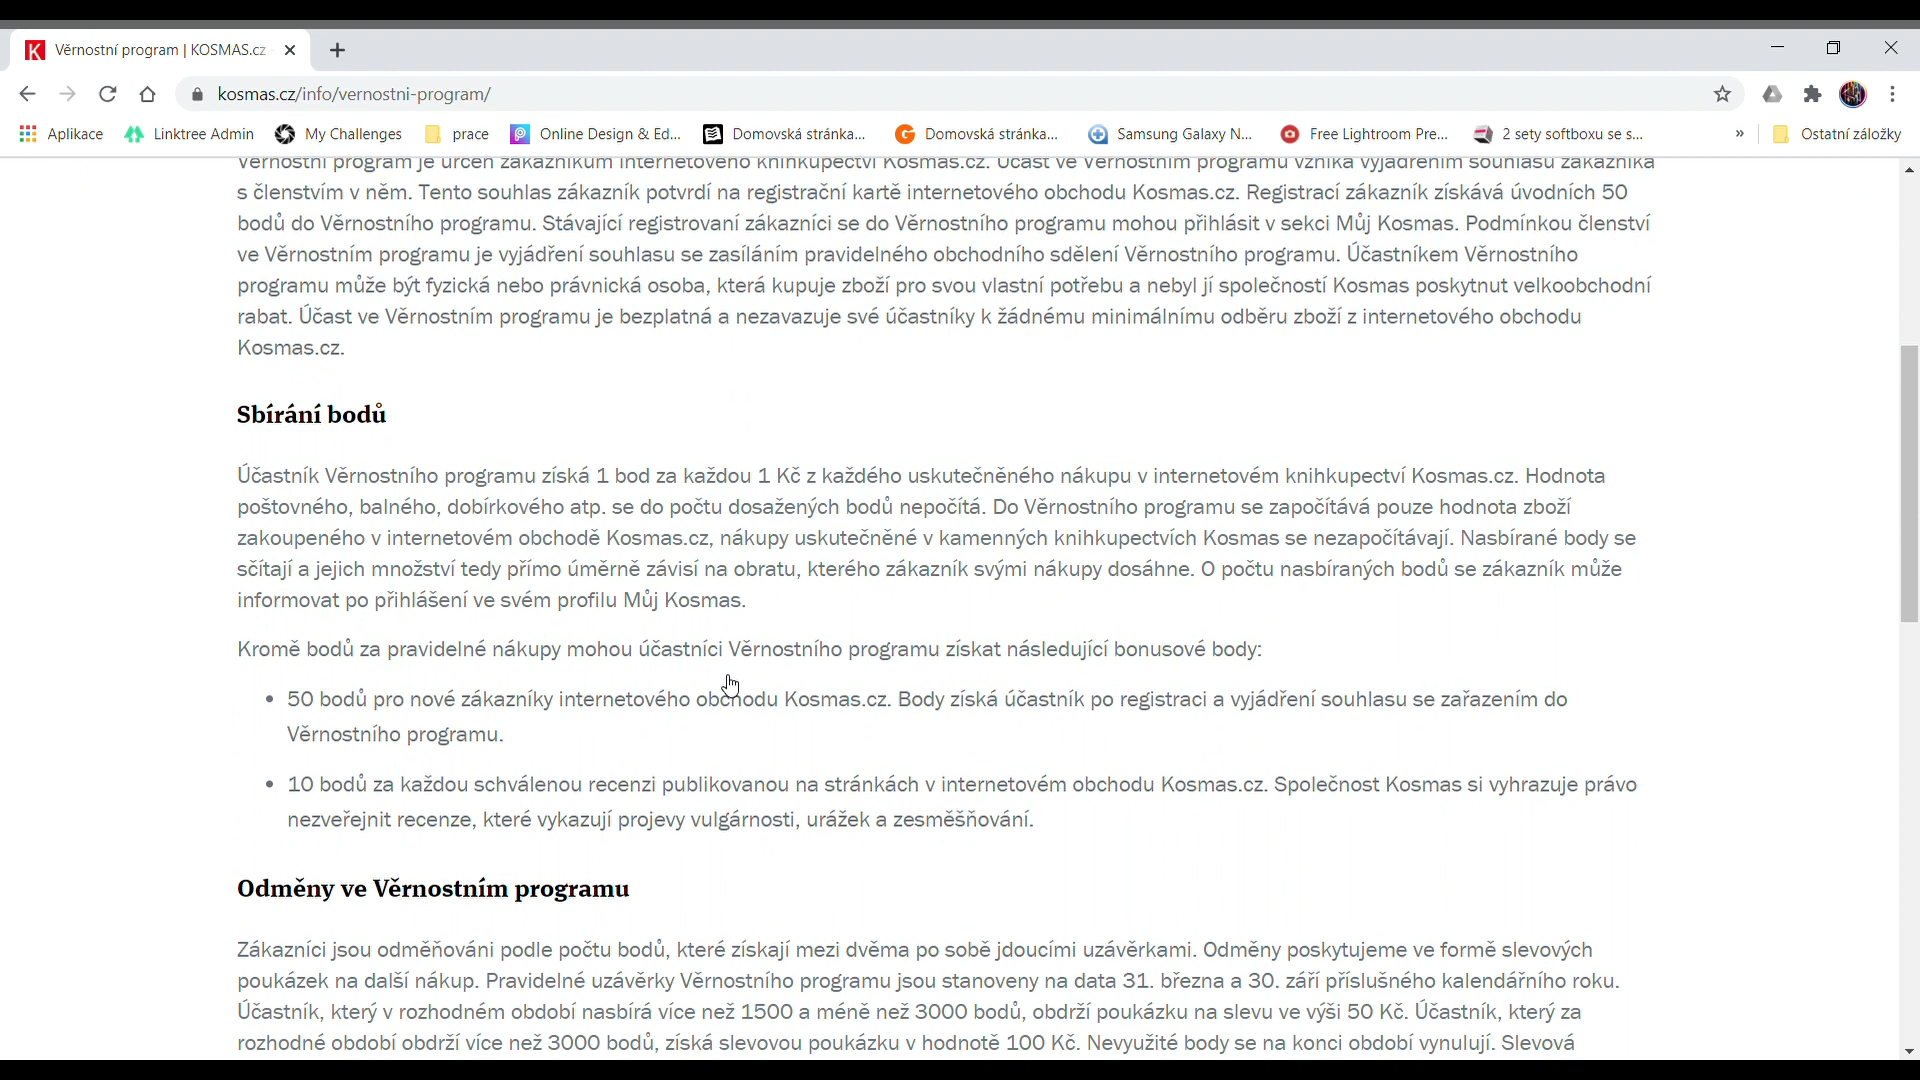 Věrnostní program | KOSMAS.cz
kosmas.cz/info/vernostni-program/
Aplikace Linktree Admin My Challenges prace Online Design & Ed... Domovská stránka... Domovská stránka... Samsung Galaxy N... Free Lightroom Pre... 2 sety softboxu se s... » Ostatní záložky
Věrnostní program je určen zákazníkům internetového knihkupectví Kosmas.cz. Účast ve Věrnostním programu vzniká vyjádřením souhlasu zákazníka
s členstvím v něm. Tento souhlas zákazník potvrdí na registrační kartě internetového obchodu Kosmas.cz. Registrací zákazník získává úvodních 50
bodů do Věrnostního programu. Stávající registrovaní zákazníci se do Věrnostního programu mohou přihlásit v sekci Můj Kosmas. Podmínkou členství
ve Věrnostním programu je vyjádření souhlasu se zasíláním pravidelného obchodního sdělení Věrnostního programu. Účastníkem Věrnostního
programu může být fyzická nebo právnická osoba, která kupuje zboží pro svou vlastní potřebu a nebyl jí společností Kosmas poskytnut velkoobchodní
rabat. Účast ve Věrnostním programu je bezplatná a nezavazuje své účastníky k žádnému minimálnímu odběru zboží z internetového obchodu
Kosmas.cz.
Sbírání bodů
Účastník Věrnostního programu získá 1 bod za každou 1 Kč z každého uskutečněného nákupu v internetovém knihkupectví Kosmas.cz. Hodnota
poštovného, balného, dobírkového atp. se do počtu dosažených bodů nepočítá. Do Věrnostního programu se započítává pouze hodnota zboží
zakoupeného v internetovém obchodě Kosmas.cz, nákupy uskutečněné v kamenných knihkupectvích Kosmas se nezapočítávají. Nasbírané body se
sčítají a jejich množství tedy přímo úměrně závisí na obratu, kterého zákazník svými nákupy dosáhne. O počtu nasbíraných bodů se zákazník může
informovat po přihlášení ve svém profilu Můj Kosmas.
Kromě bodů za pravidelné nákupy mohou účastníci Věrnostního programu získat následující bonusové body:
• 50 bodů pro nové zákazníky internetového obchodu Kosmas.cz. Body získá účastník po registraci a vyjádření souhlasu se zařazením do
Věrnostního programu.
• 10 bodů za každou schválenou recenzi publikovanou na stránkách v internetovém obchodu Kosmas.cz. Společnost Kosmas si vyhrazuje právo
nezveřejnit recenze, které vykazují projevy vulgárnosti, urážek a zesměšňování.
Odměny ve Věrnostním programu
Zákazníci jsou odměňováni podle počtu bodů, které získají mezi dvěma po sobě jdoucími uzávěrkami. Odměny poskytujeme ve formě slevových
poukázek na další nákup. Pravidelné uzávěrky Věrnostního programu jsou stanoveny na data 31. března a 30. září příslušného kalendářního roku.
Účastník, který v rozhodném období nasbírá více než 1500 a méně než 3000 bodů, obdrží poukázku na slevu ve výši 50 Kč. Účastník, který za
rozhodné období obdrží více než 3000 bodů, získá slevovou poukázku v hodnotě 100 Kč. Nevyužité body se na konci období vynulují. Slevová